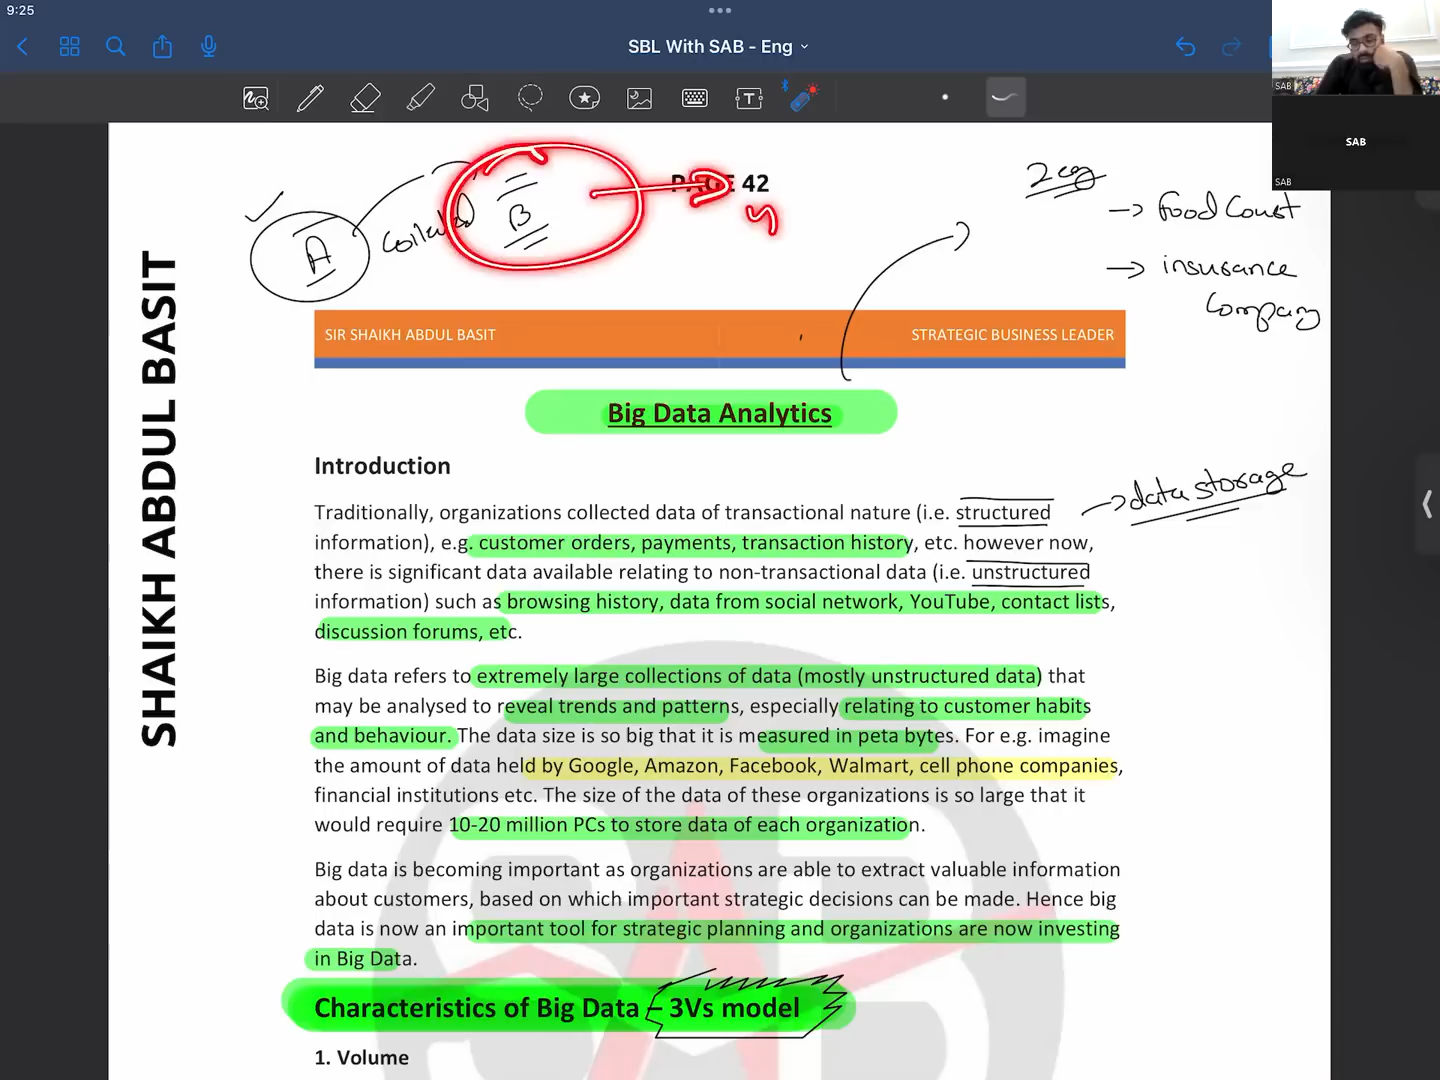 9:25
SBL With SAB - Eng
SAB
SAB
SAB
PAGE 42
A
B
2 eg
→ Food Court
→ insurance
Company
SHAIKH ABDUL BASIT
SIR SHAIKH ABDUL BASIT
STRATEGIC BUSINESS LEADER
Big Data Analytics
Introduction
→ data storage
Traditionally, organizations collected data of transactional nature (i.e. structured
information), e.g. customer orders, payments, transaction history, etc. however now,
there is significant data available relating to non-transactional data (i.e. unstructured
information) such as browsing history, data from social network, YouTube, contact lists,
discussion forums, etc.
Big data refers to extremely large collections of data (mostly unstructured data) that
may be analysed to reveal trends and patterns, especially relating to customer habits
and behaviour. The data size is so big that it is measured in peta bytes. For e.g. imagine
the amount of data held by Google, Amazon, Facebook, Walmart, cell phone companies,
financial institutions etc. The size of the data of these organizations is so large that it
would require 10-20 million PCs to store data of each organization.
Big data is becoming important as organizations are able to extract valuable information
about customers, based on which important strategic decisions can be made. Hence big
data is now an important tool for strategic planning and organizations are now investing
in Big Data.
Characteristics of Big Data – 3Vs model
1. Volume